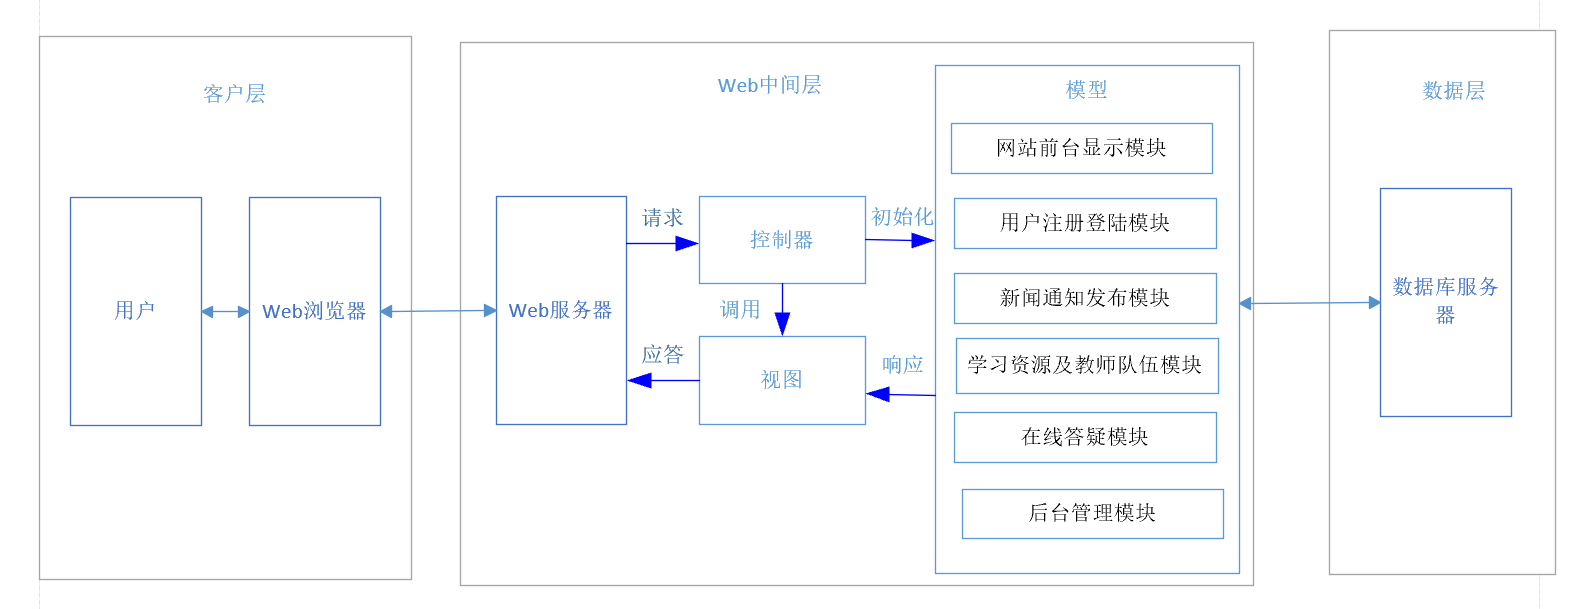 客户层
用户
Web浏览器
Web中间层
Web服务器
请求
应答
控制器
调用
视图
初始化
响应
模型
网站前台显示模块
用户注册登陆模块
新闻通知发布模块
学习资源及教师队伍模块
在线答疑模块
后台管理模块
数据层
数据库服务
器